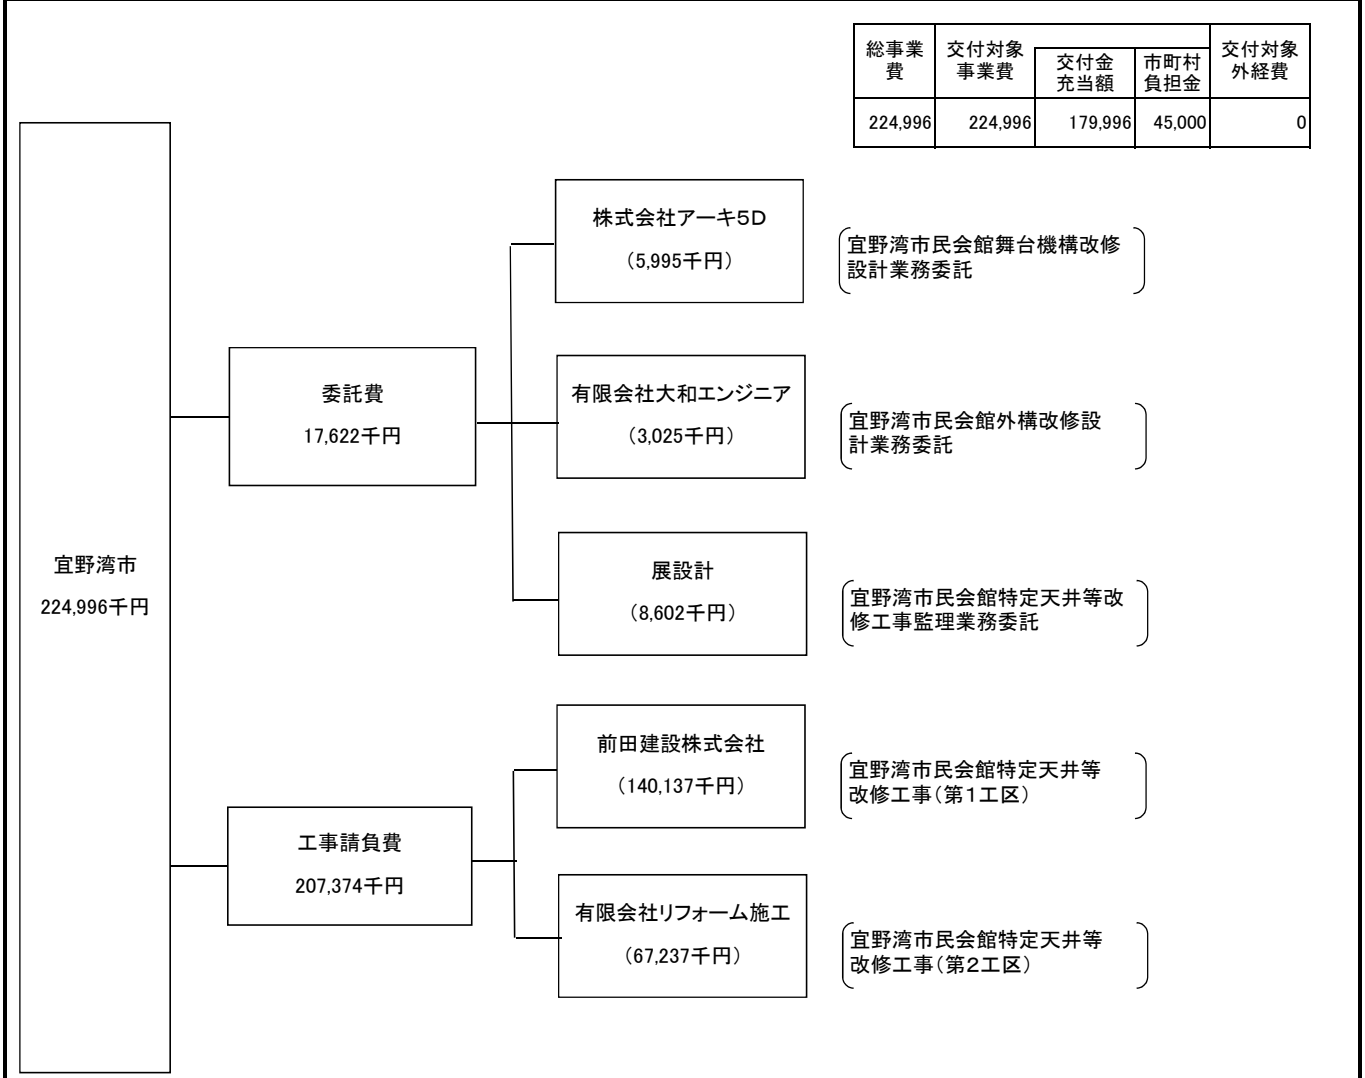 総事業
費
交付対象
事業費
交付金
充当額
市町村
負担金
交付対象
外経費
224,996
224,996
179,996
45,000
0
宜野湾市
224,996千円
委託費
17,622千円
株式会社アーキ5D
（5,995千円）
宜野湾市民会館舞台機構改修
設計業務委託
有限会社大和エンジニア
（3,025千円）
宜野湾市民会館外構改修設
計業務委託
展設計
（8,602千円）
宜野湾市民会館特定天井等改
修工事監理業務委託
工事請負費
207,374千円
前田建設株式会社
（140,137千円）
宜野湾市民会館特定天井等
改修工事（第１工区）
有限会社リフォーム施工
（67,237千円）
宜野湾市民会館特定天井等
改修工事（第２工区）